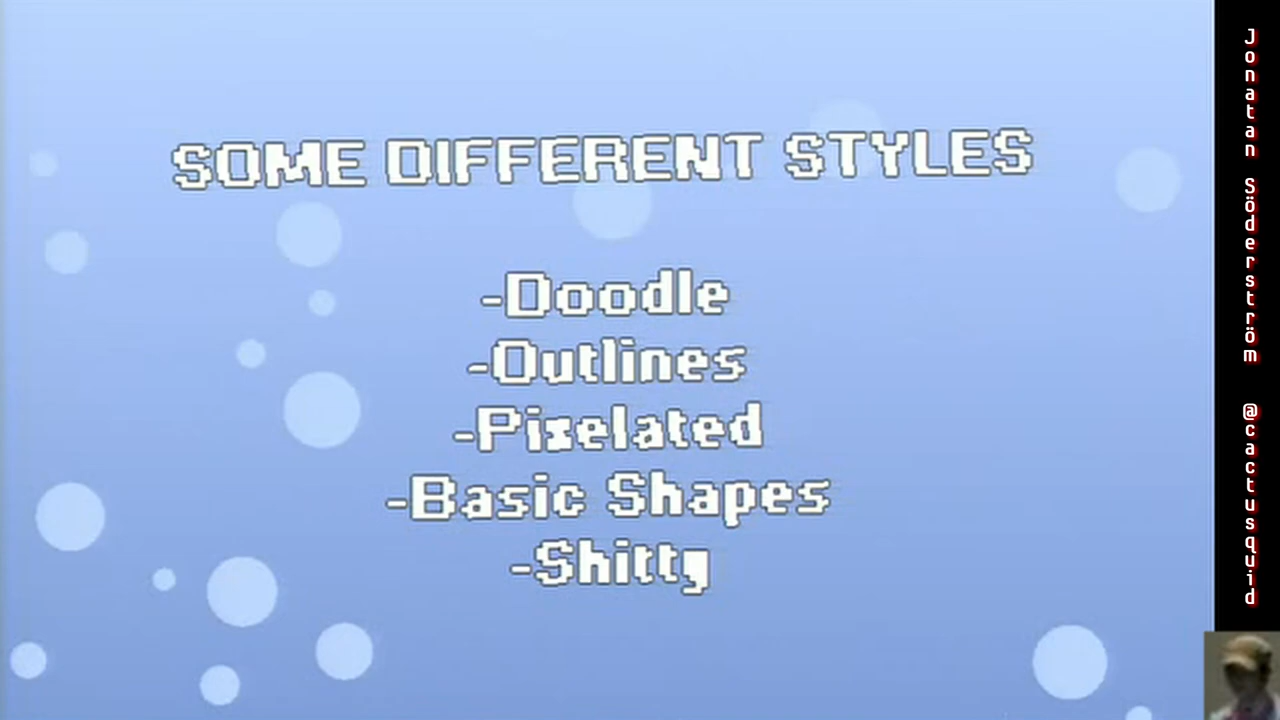 SOME DIFFERENT STYLES
-Doodle
-Outlines
-Pixelated
-Basic Shapes
-Shitty
Jonatan Söderström @cactusquid